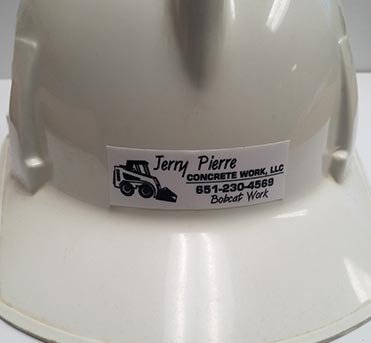 Jerry Pierre
CONCRETE WORK, LLC
651-230-4569
Bobcat Work